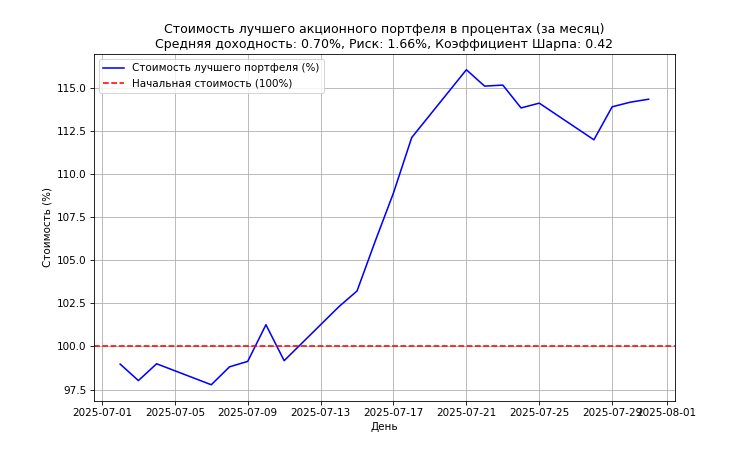 Стоимость лучшего акционного портфеля в процентах (за месяц)
Средняя доходность: 0.70%, Риск: 1.66%, Коэффициент Шарпа: 0.42
Стоимость лучшего портфеля (%)
Начальная стоимость (100%)
115.0
112.5
110.0
107.5
105.0
102.5
100.0
97.5
Стоимость (%)
2025-07-01 2025-07-05 2025-07-09 2025-07-13 2025-07-17 2025-07-21 2025-07-25 2025-07-29 2025-08-01
День